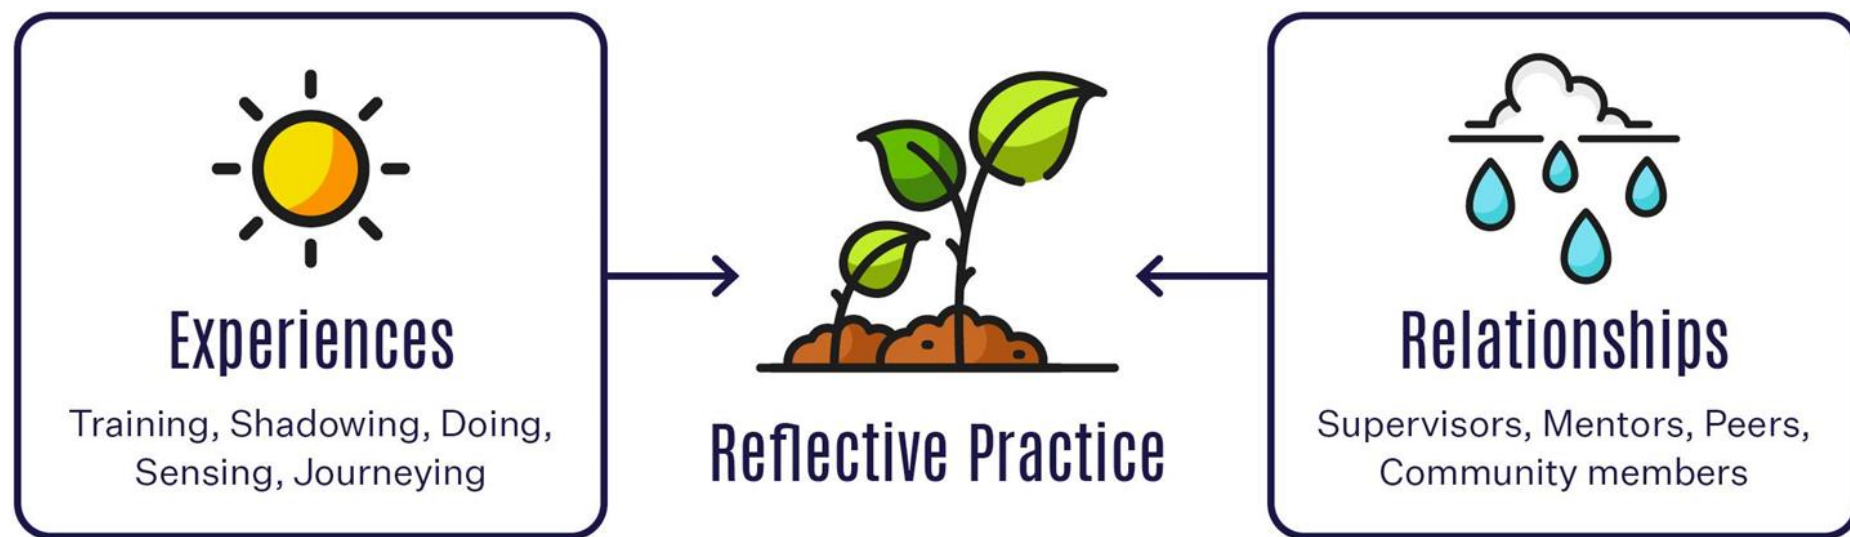 Experiences
Training, Shadowing, Doing,
Sensing, Journeying
Reflective Practice
Relationships
Supervisors, Mentors, Peers,
Community members